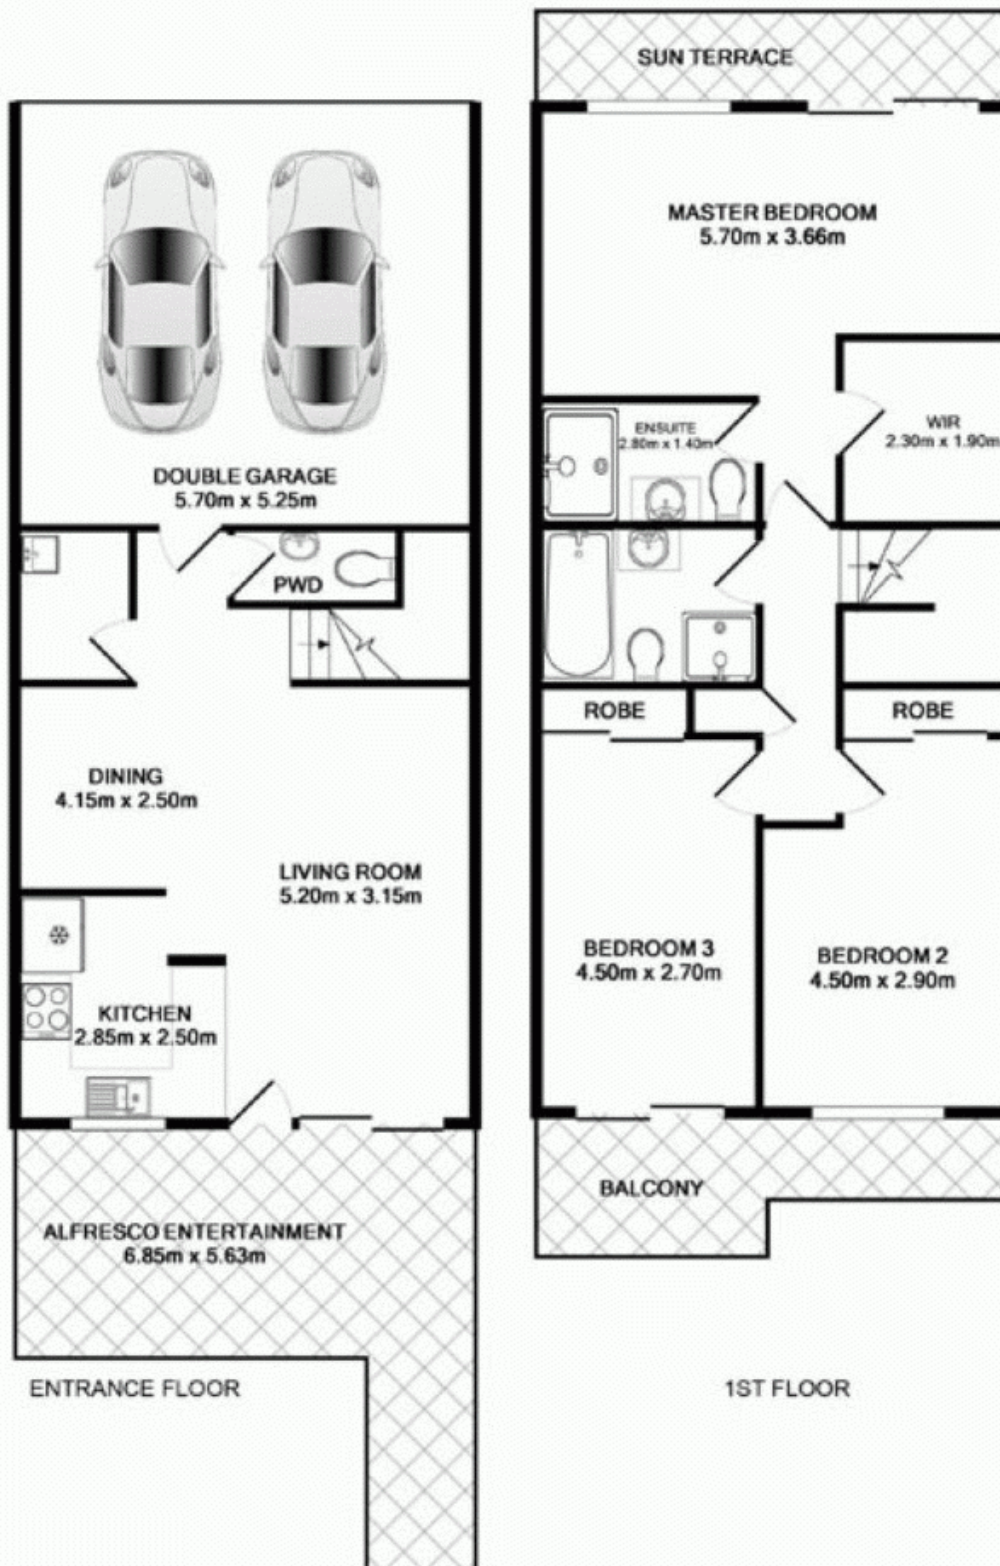 SUN TERRACE
MASTER BEDROOM
5.70m x 3.66m
ENSUITE
2.80m x 1.40m
WIR
2.30m x 1.90m
DOUBLE GARAGE
5.70m x 5.25m
PWD
ROBE
ROBE
DINING
4.15m x 2.50m
LIVING ROOM
5.20m x 3.15m
BEDROOM 3
4.50m x 2.70m
BEDROOM 2
4.50m x 2.90m
KITCHEN
2.85m x 2.50m
BALCONY
ALFRESCO ENTERTAINMENT
6.85m x 5.63m
ENTRANCE FLOOR
1ST FLOOR